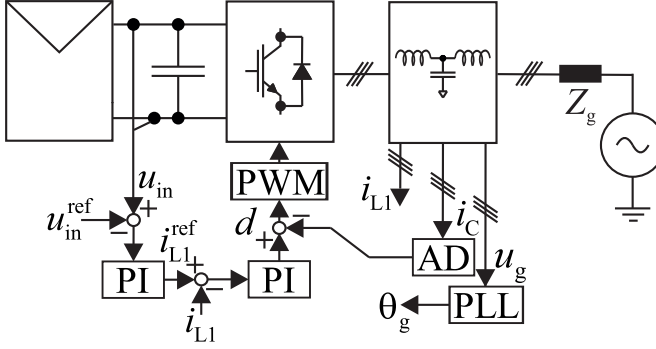 Z_g
PWM
i_L1
i_C
u_in
u_in^ref
d
i_L1^ref
AD
u_g
PI
PI
θ_g
PLL
i_L1